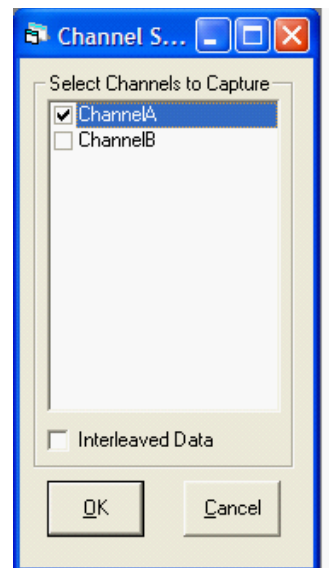 Channel S...
Select Channels to Capture
ChannelA
ChannelB
Interleaved Data
OK
Cancel